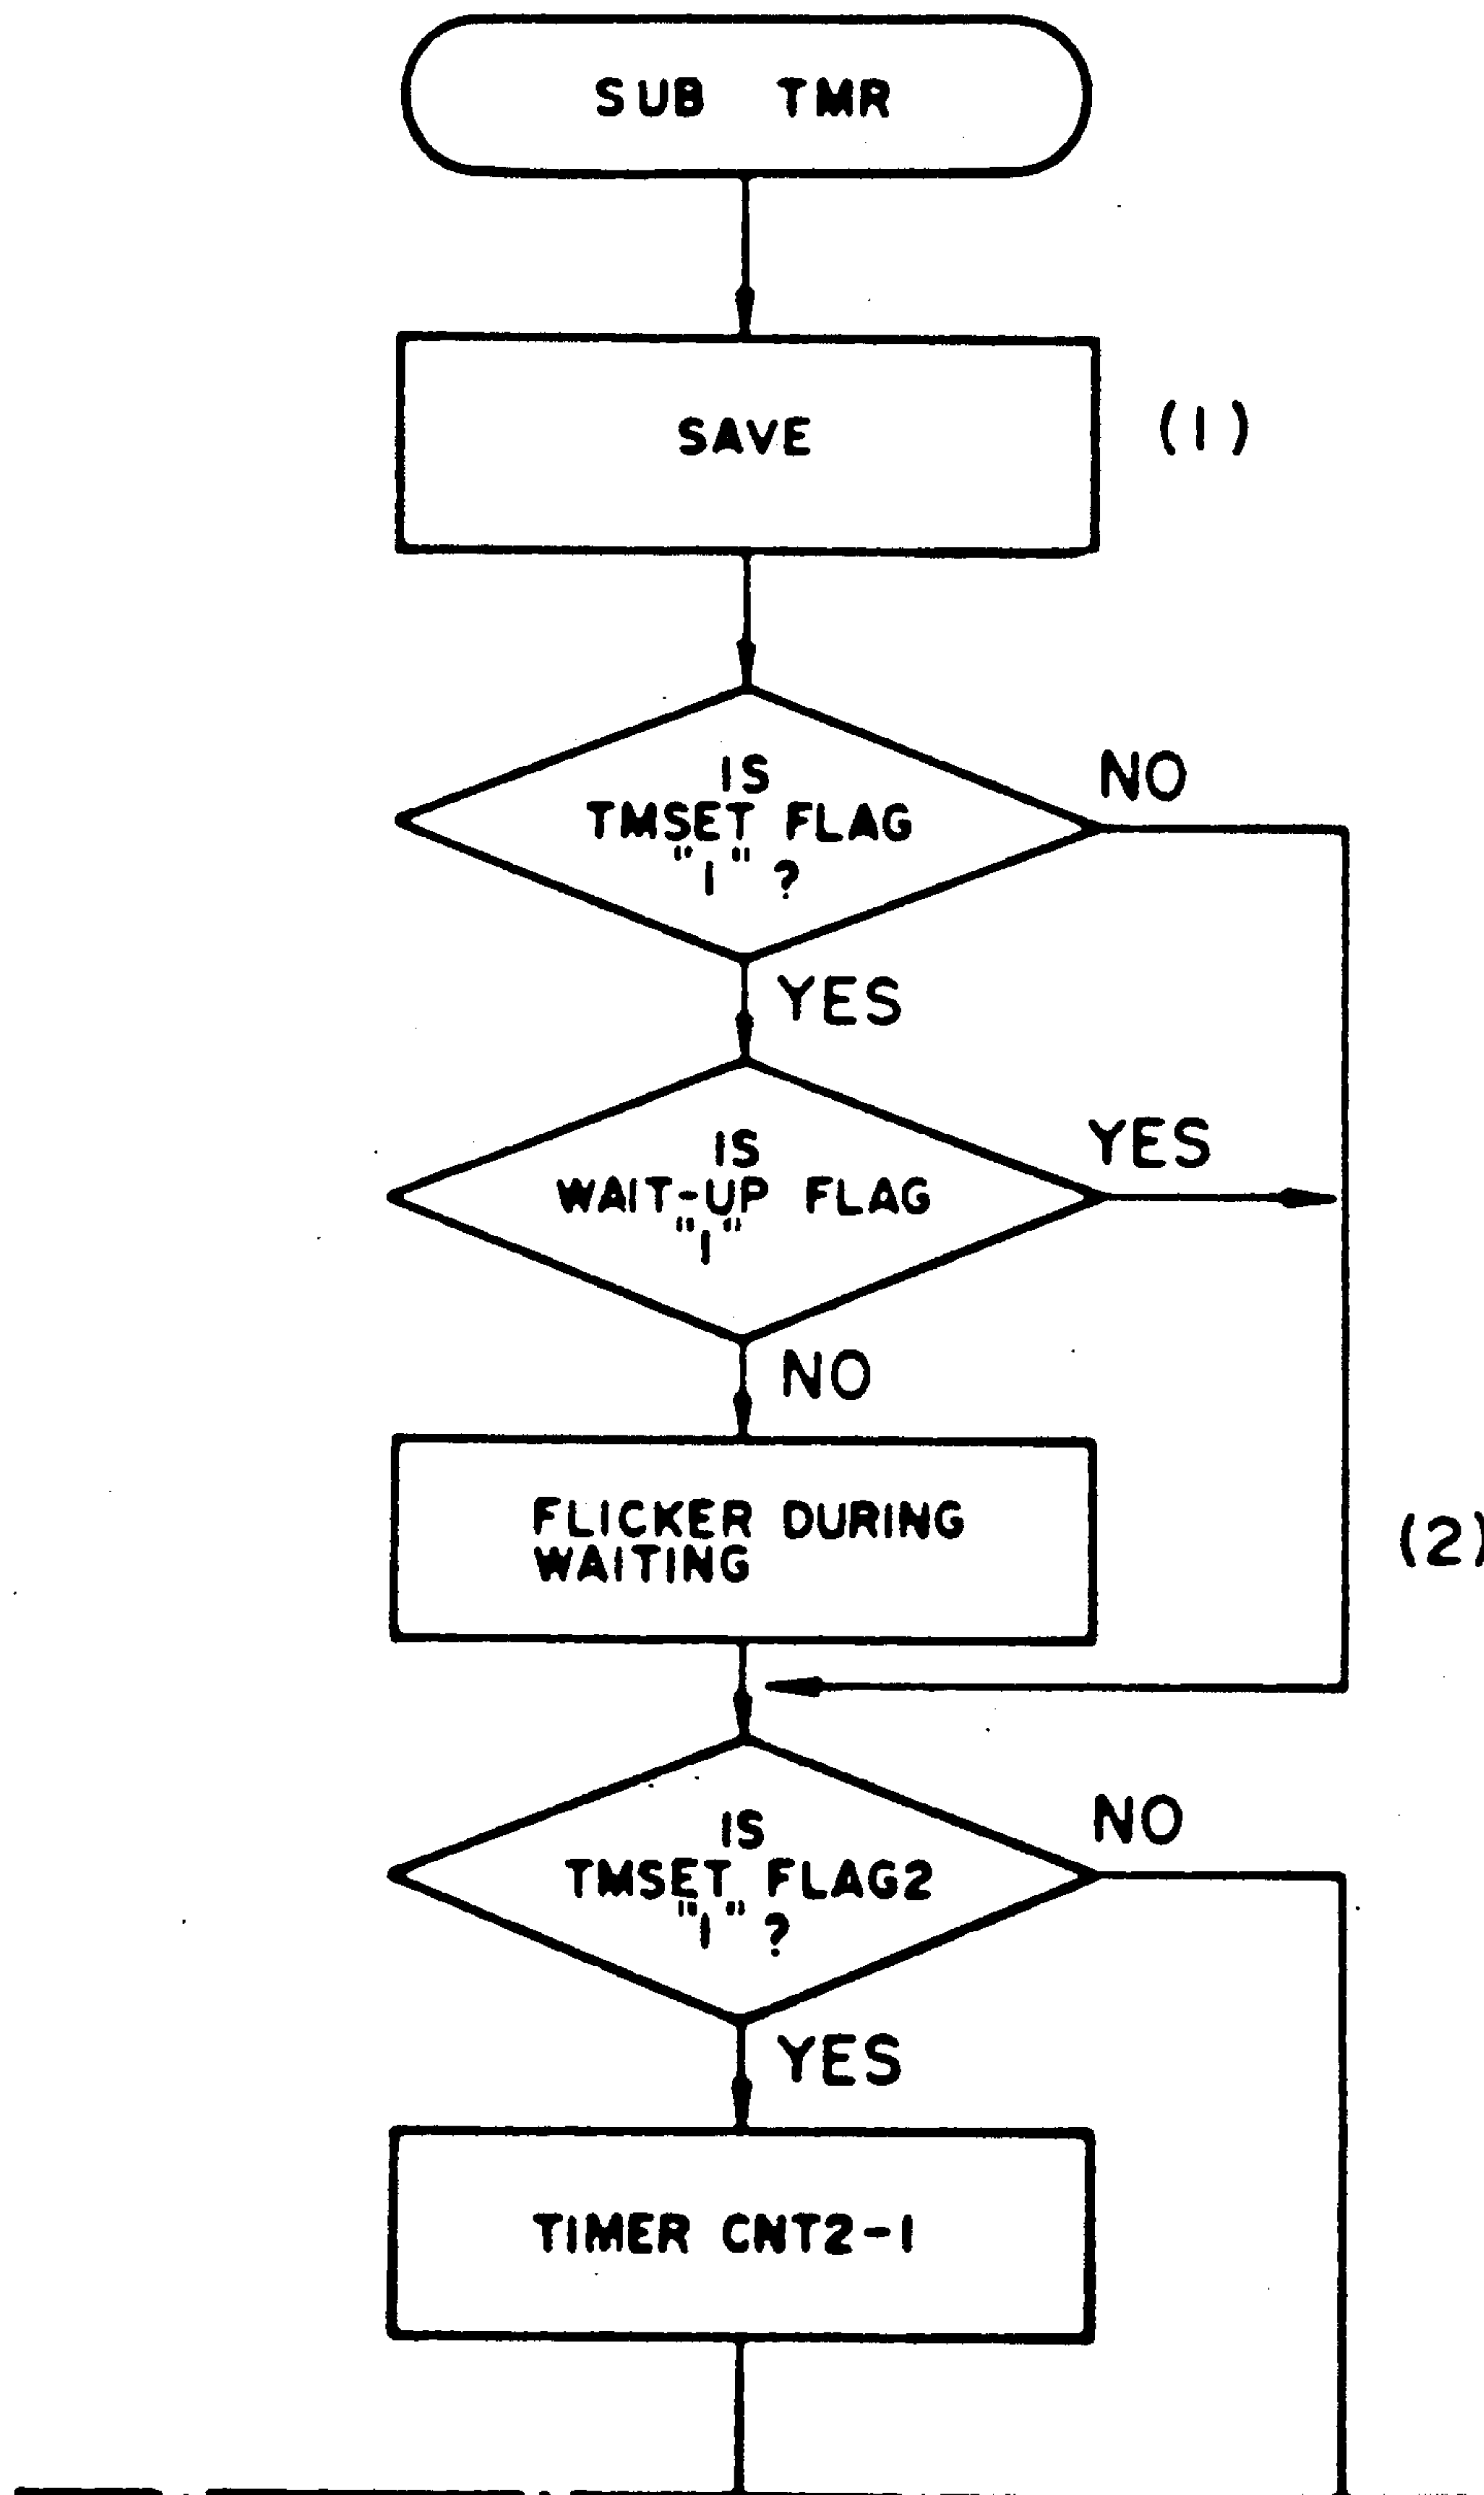 SUB TMR
SAVE
(1)
IS
TMSET FLAG
"1" ?
NO
YES
IS
WAIT-UP FLAG
"1"
YES
NO
FLICKER DURING
WAITING
(2)
IS
TMSET FLAG2
"1" ?
NO
YES
TIMER CNT2-1